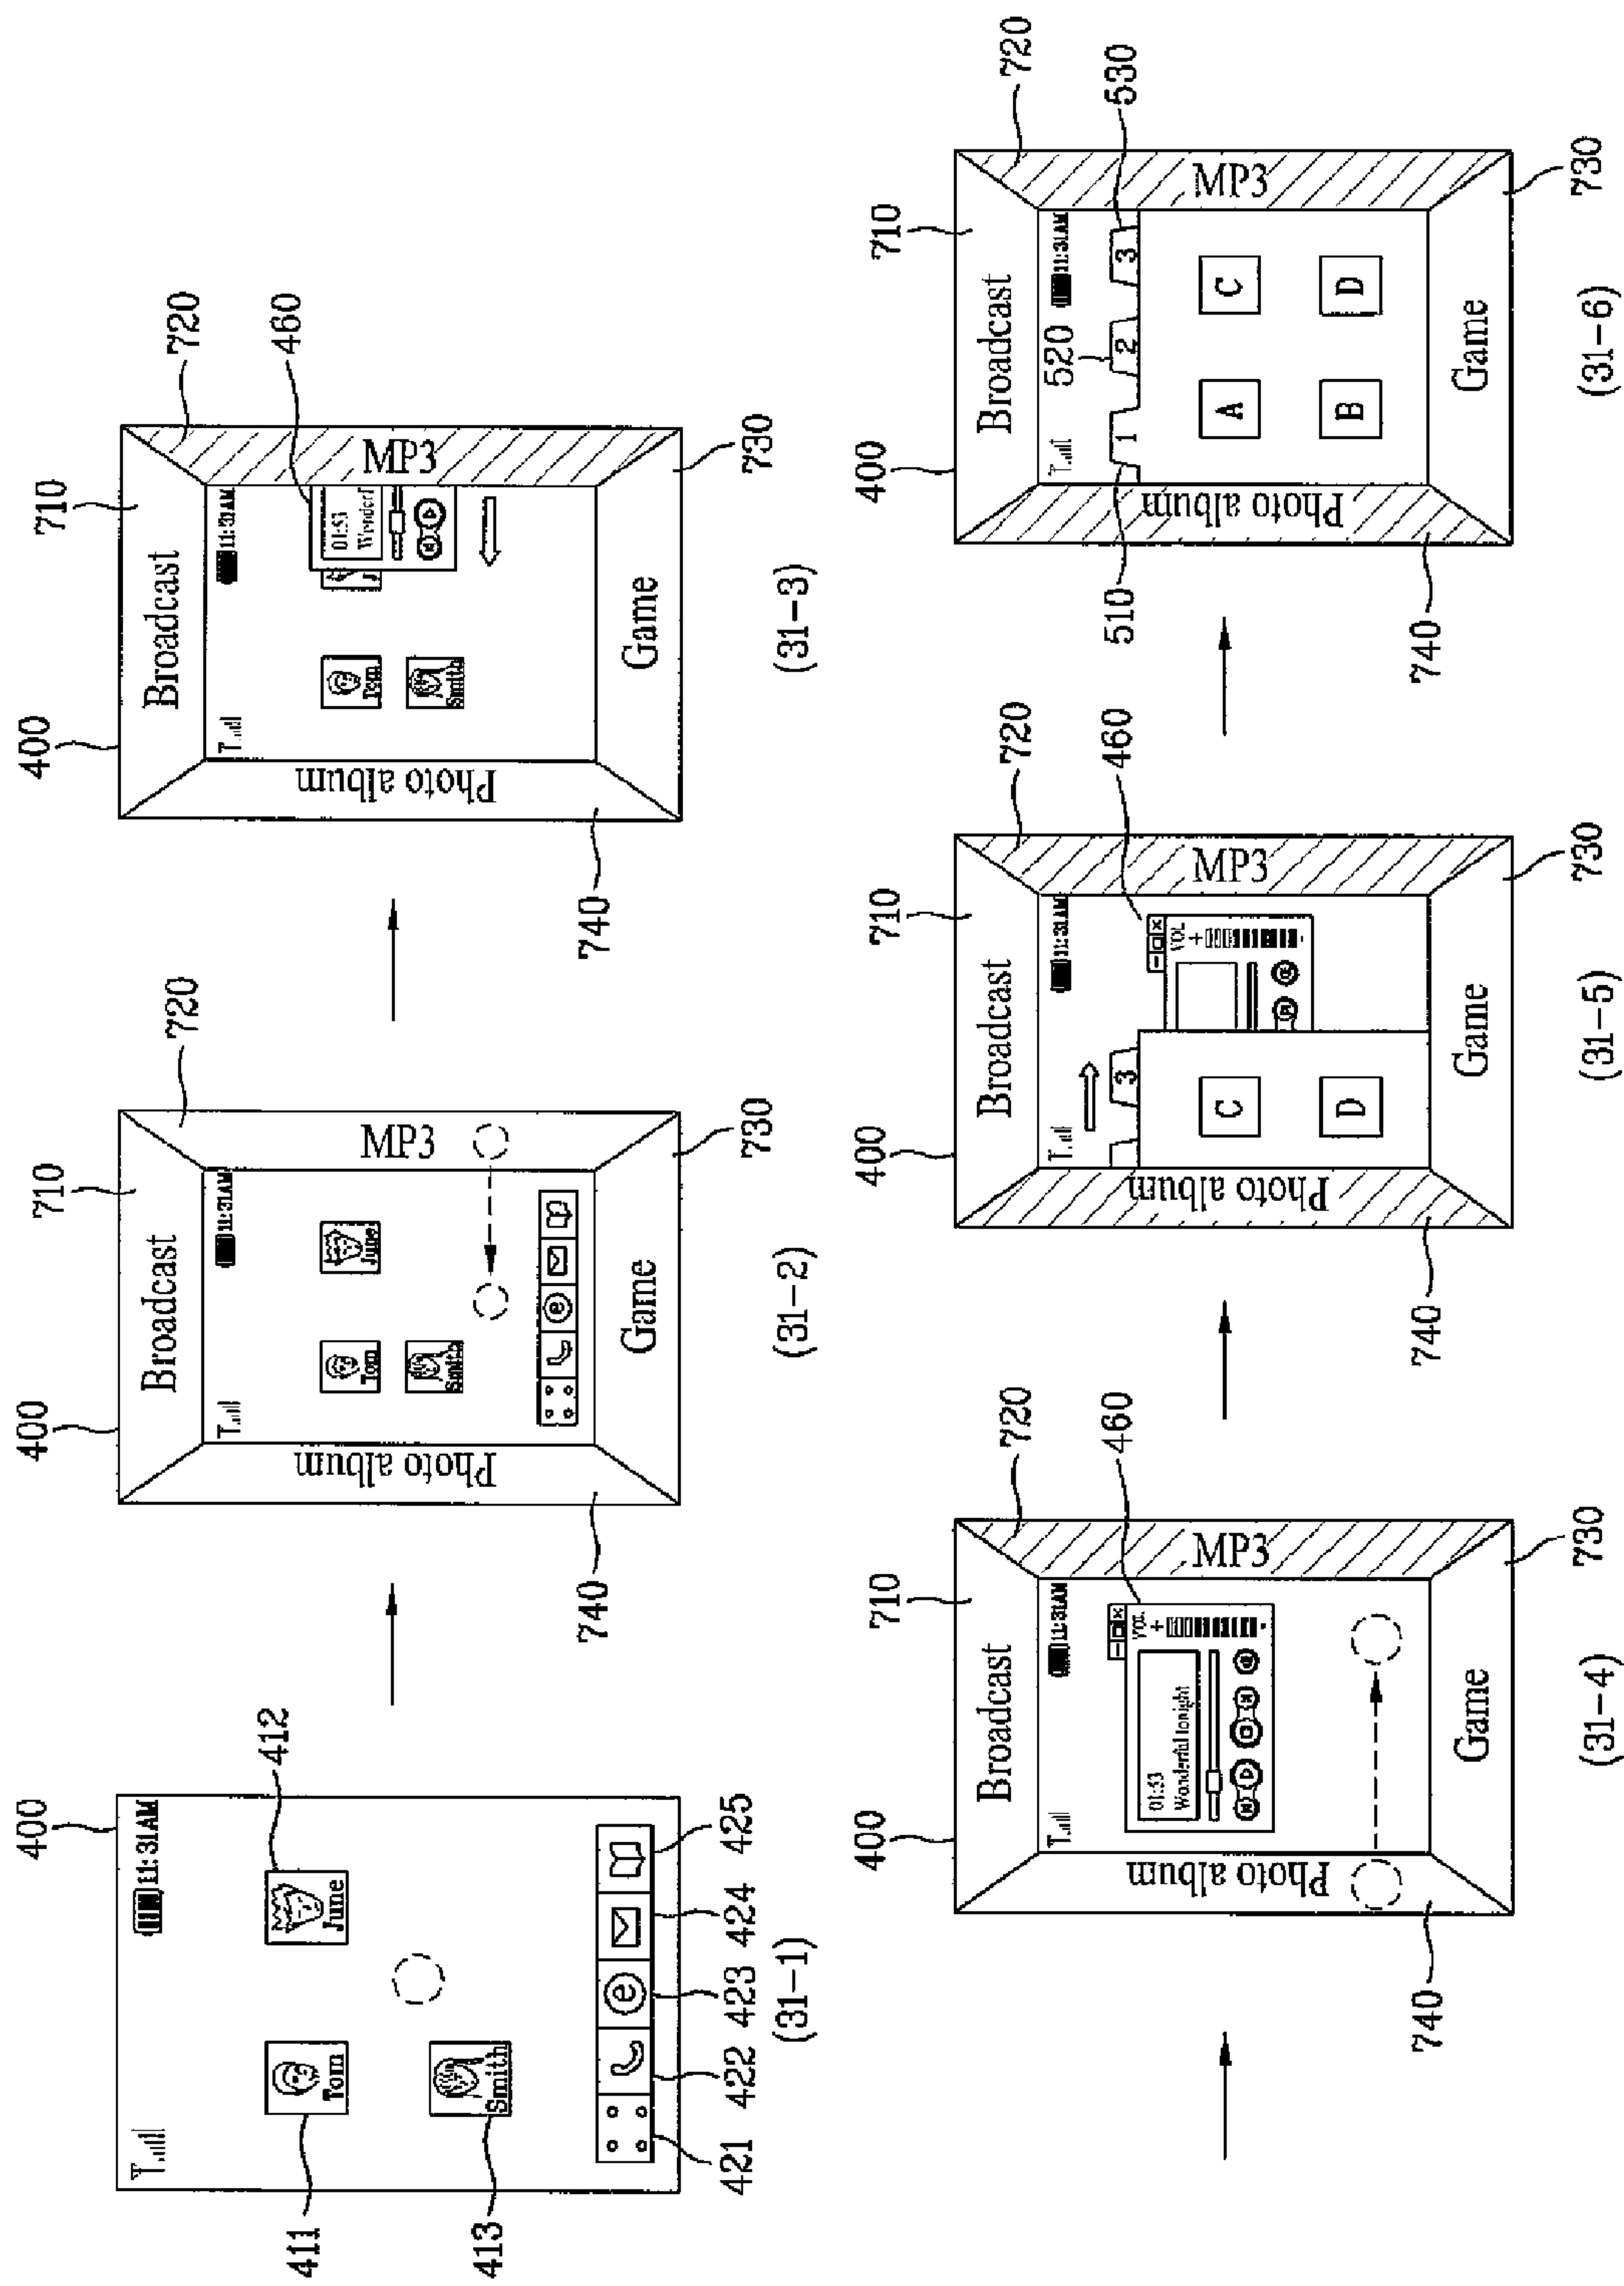 400
T
11:31AM
411
Tom
412
June
413
Smith
e
421
422
423
424
425
(31-1)
400
710
720
Broadcast
T
11:31AM
Photo album
MP3
Tom
June
Smith
e
Game
740
730
(31-2)
400
710
720
460
Broadcast
T
11:31AM
Photo album
MP3
Tom
J
Smith
01:53
Wonderf
Game
740
730
(31-3)
400
710
720
460
Broadcast
T
11:31AM
Photo album
MP3
VOL
+
01:53
Wonderful tonight
Game
740
730
(31-4)
400
710
720
460
Broadcast
T
11:31AM
Photo album
MP3
3
VOL
+
C
D
Game
740
730
(31-5)
400
710
720
530
Broadcast
T
11:31AM
520
Photo album
MP3
1
2
3
510
A
C
B
D
Game
740
730
(31-6)